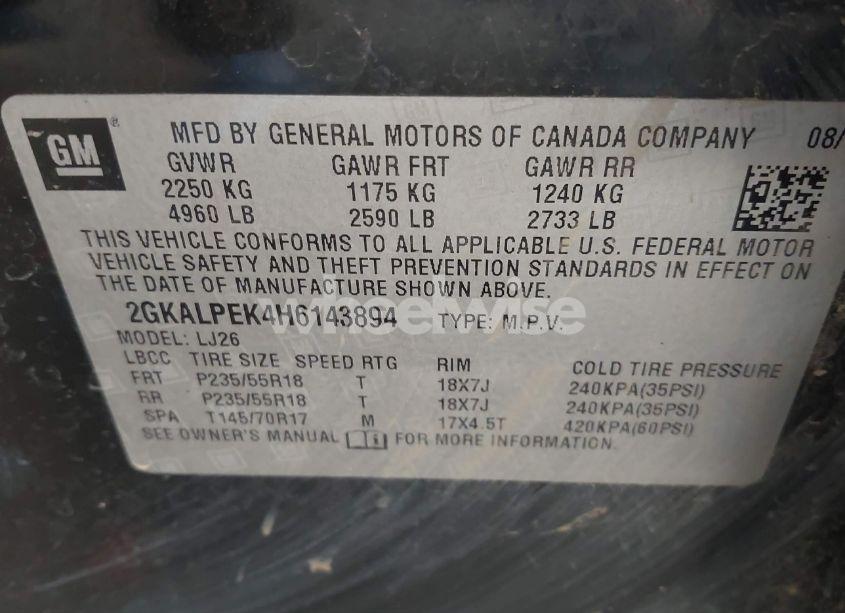 GM®
MFD BY GENERAL MOTORS OF CANADA COMPANY 08/
GVWR GAWR FRT GAWR RR
2250 KG 1175 KG 1240 KG
4960 LB 2590 LB 2733 LB
THIS VEHICLE CONFORMS TO ALL APPLICABLE U.S. FEDERAL MOTOR
VEHICLE SAFETY AND THEFT PREVENTION STANDARDS IN EFFECT ON
THE DATE OF MANUFACTURE SHOWN ABOVE.
2GKALPEK4H6143894 TYPE: M.P.V.
wheelwise
MODEL: LJ26
LBCC TIRE SIZE SPEED RTG RIM COLD TIRE PRESSURE
FRT P235/55R18 T 18X7J 240KPA(35PSI)
RR P235/55R18 T 18X7J 240KPA(35PSI)
SPA T145/70R17 M 17X4.5T 420KPA(60PSI)
SEE OWNER'S MANUAL FOR MORE INFORMATION.